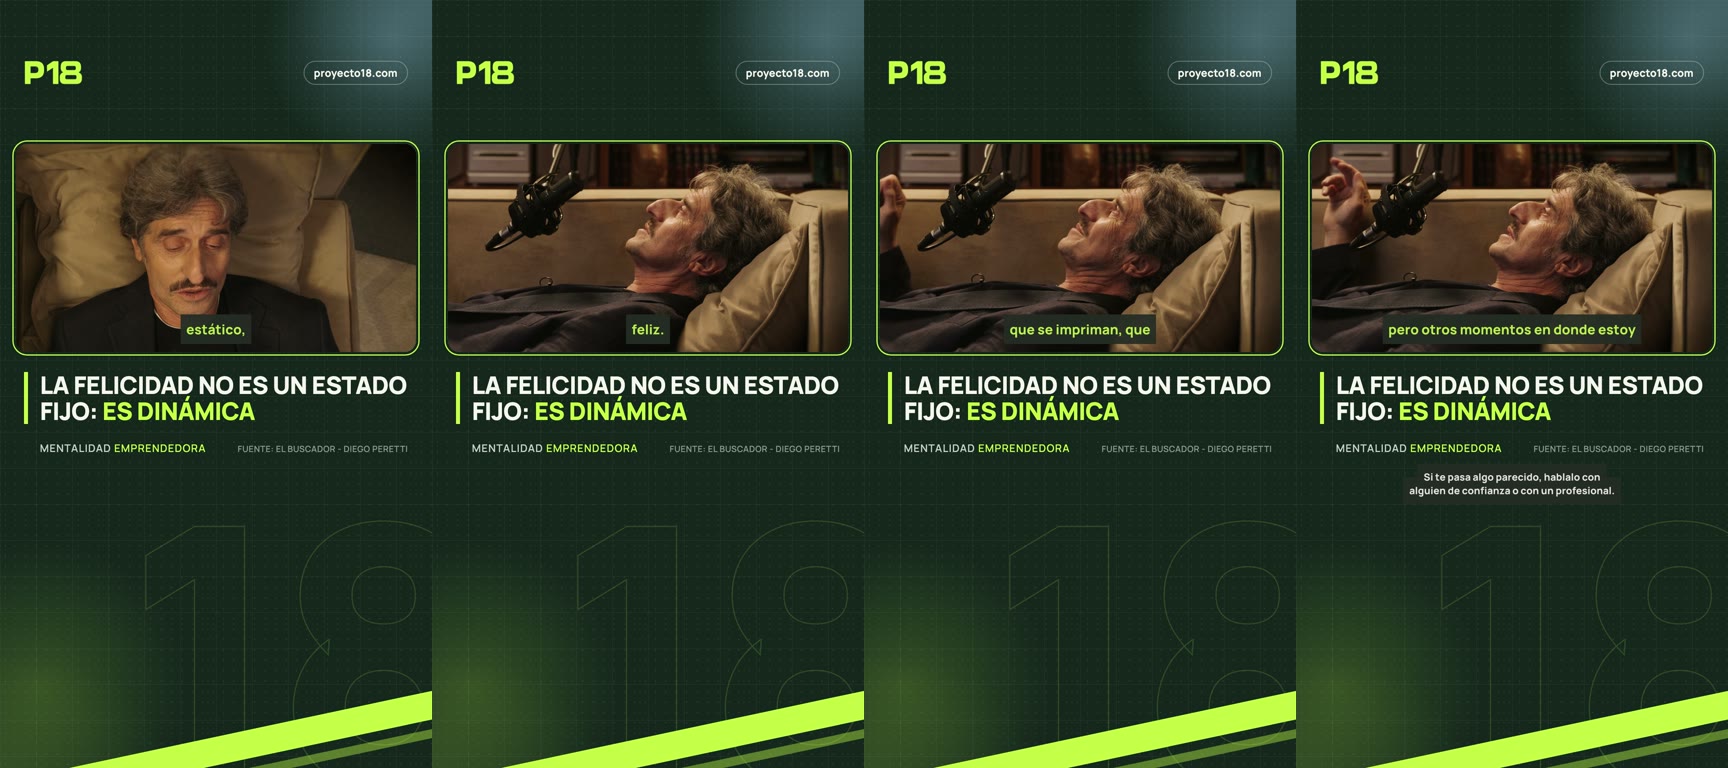 P18
proyecto18.com
estático,
LA FELICIDAD NO ES UN ESTADO
FIJO: ES DINÁMICA
MENTALIDAD EMPRENDEDORA
FUENTE: EL BUSCADOR - DIEGO PERETTI
18
P18
proyecto18.com
feliz.
LA FELICIDAD NO ES UN ESTADO
FIJO: ES DINÁMICA
MENTALIDAD EMPRENDEDORA
FUENTE: EL BUSCADOR - DIEGO PERETTI
18
P18
proyecto18.com
que se impriman, que
LA FELICIDAD NO ES UN ESTADO
FIJO: ES DINÁMICA
MENTALIDAD EMPRENDEDORA
FUENTE: EL BUSCADOR - DIEGO PERETTI
18
P18
proyecto18.com
pero otros momentos en donde estoy
LA FELICIDAD NO ES UN ESTADO
FIJO: ES DINÁMICA
MENTALIDAD EMPRENDEDORA
FUENTE: EL BUSCADOR - DIEGO PERETTI
Si te pasa algo parecido, hablalo con
alguien de confianza o con un profesional.
18